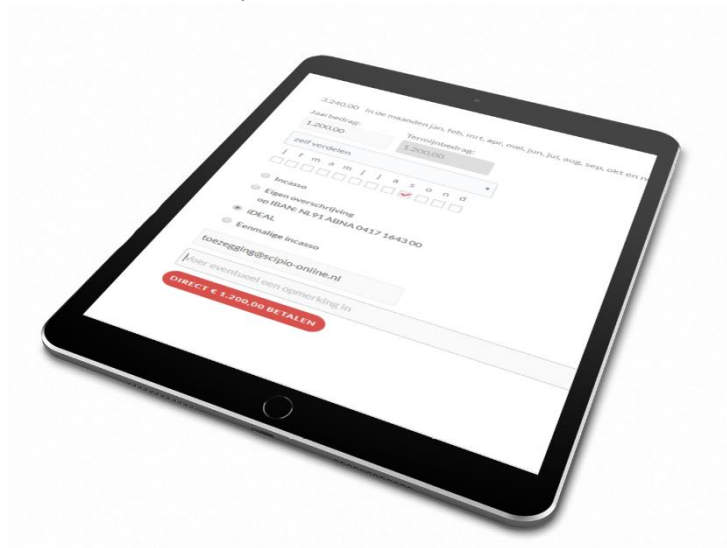 3.240,00 in de maanden jan, feb, mrt, apr, mei, jun, jul, aug, sep, okt en n
Jaarbedrag: Termijnbedrag:
1.200,00 1.200,00
zelf verdelen
j f m a m j j a s o n d
Incasso
Eigen overschrijving
op IBAN: NL91 ABNA 0417 1643 00
iDEAL
Eenmalige incasso
toezegging@scipio-online.nl
Voer eventueel een opmerking in
DIRECT € 1.200,00 BETALEN